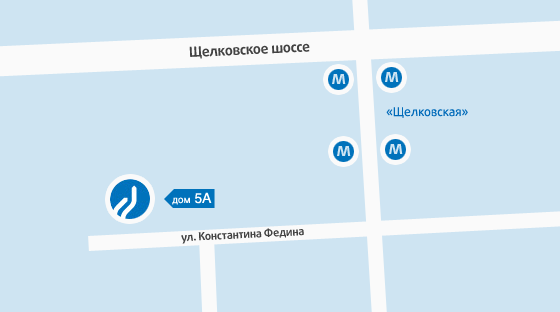 Щелковское шоссе
М М
«Щелковская»
М М
дом 5А
ул. Константина Федина